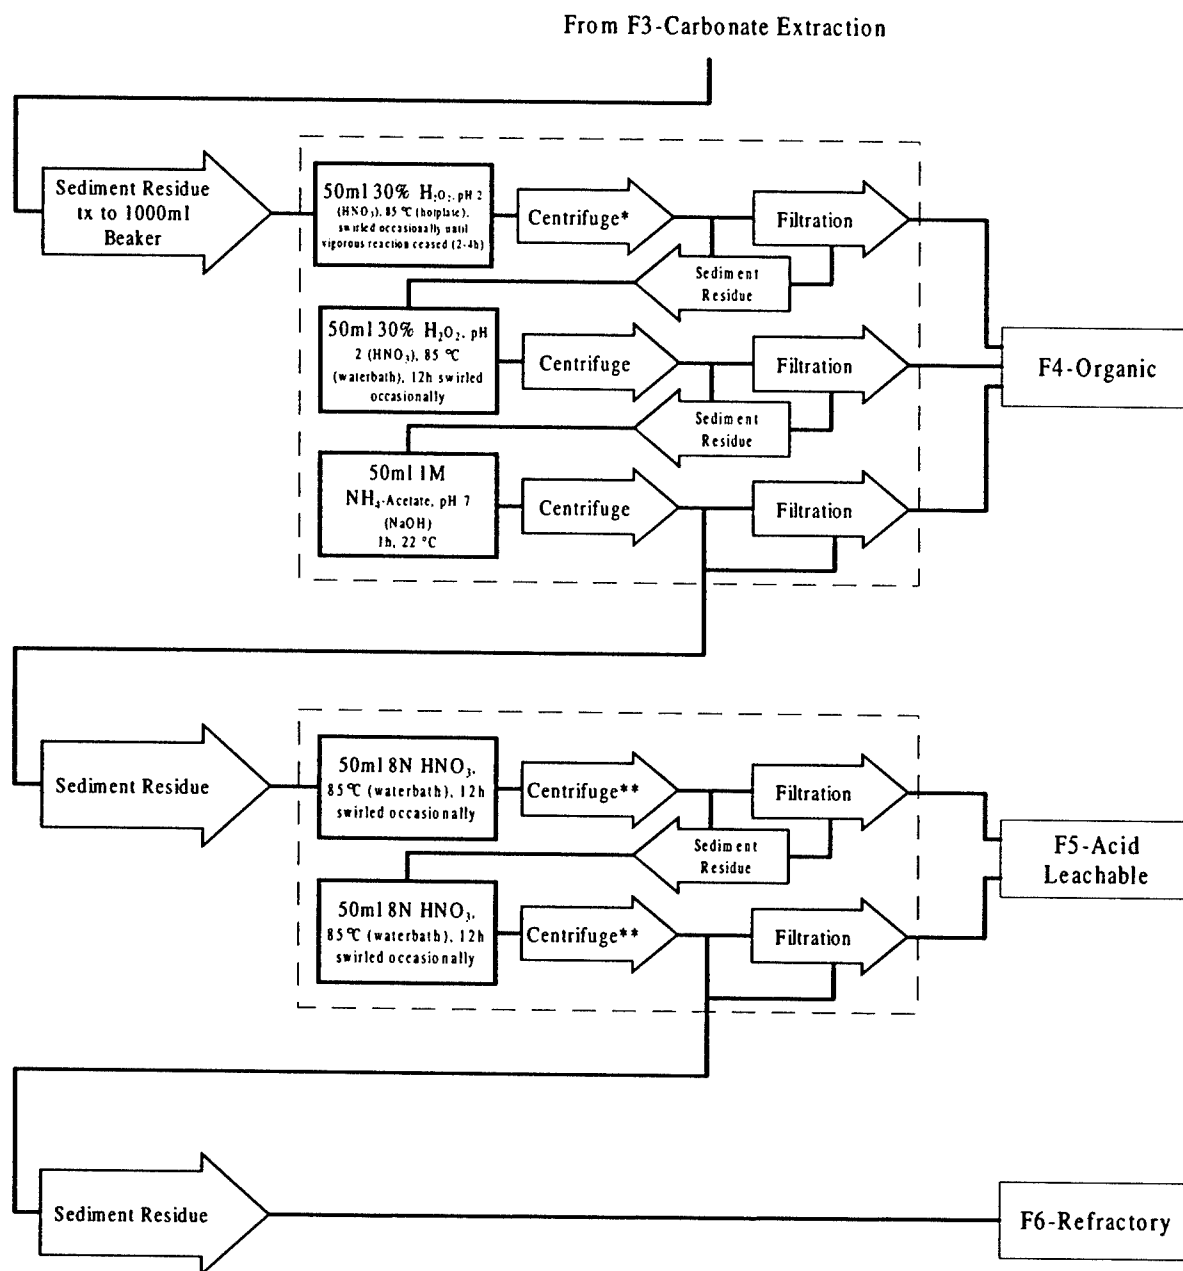 From F3-Carbonate Extraction
Sediment Residue
tx to 1000ml
Beaker
50ml 30% H₂O₂, pH 2
(HNO₃), 85 ℃ (hotplate),
swirled occasionally until
vigorous reaction ceased (2-4h)
Centrifuge*
Filtration
Sediment
Residue
50ml 30% H₂O₂, pH
2 (HNO₃), 85 ℃
(waterbath), 12h swirled
occasionally
Centrifuge
Filtration
F4-Organic
Sediment
Residue
50ml 1M
NH₄-Acetate, pH 7
(NaOH)
1h, 22 °C
Centrifuge
Filtration
Sediment Residue
50ml 8N HNO₃,
85℃ (waterbath), 12h
swirled occasionally
Centrifuge**
Filtration
Sediment
Residue
F5-Acid
Leachable
50ml 8N HNO₃,
85℃ (waterbath), 12h
swirled occasionally
Centrifuge**
Filtration
Sediment Residue
F6-Refractory